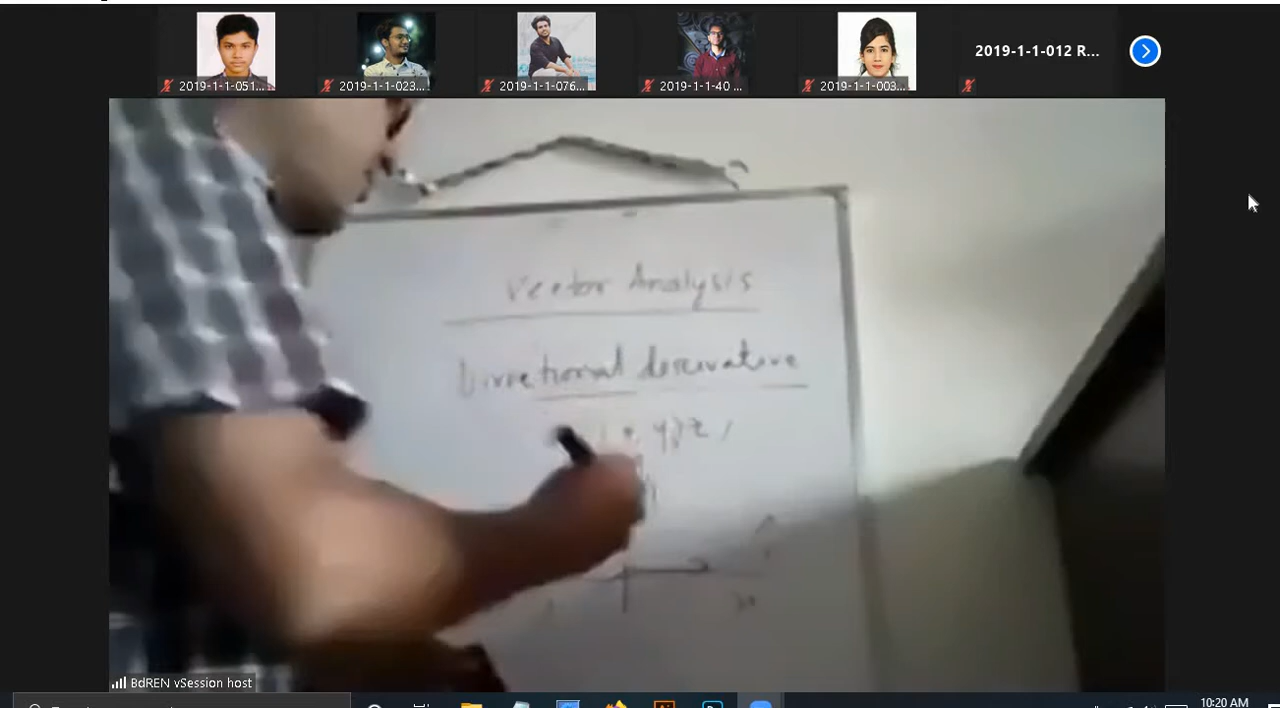 2019-1-1-051...
2019-1-1-023...
2019-1-1-076...
2019-1-1-40 ...
2019-1-1-003...
2019-1-1-012 R...
Vector Analysis
Directional derivative
BdREN vSession host
10:20 AM